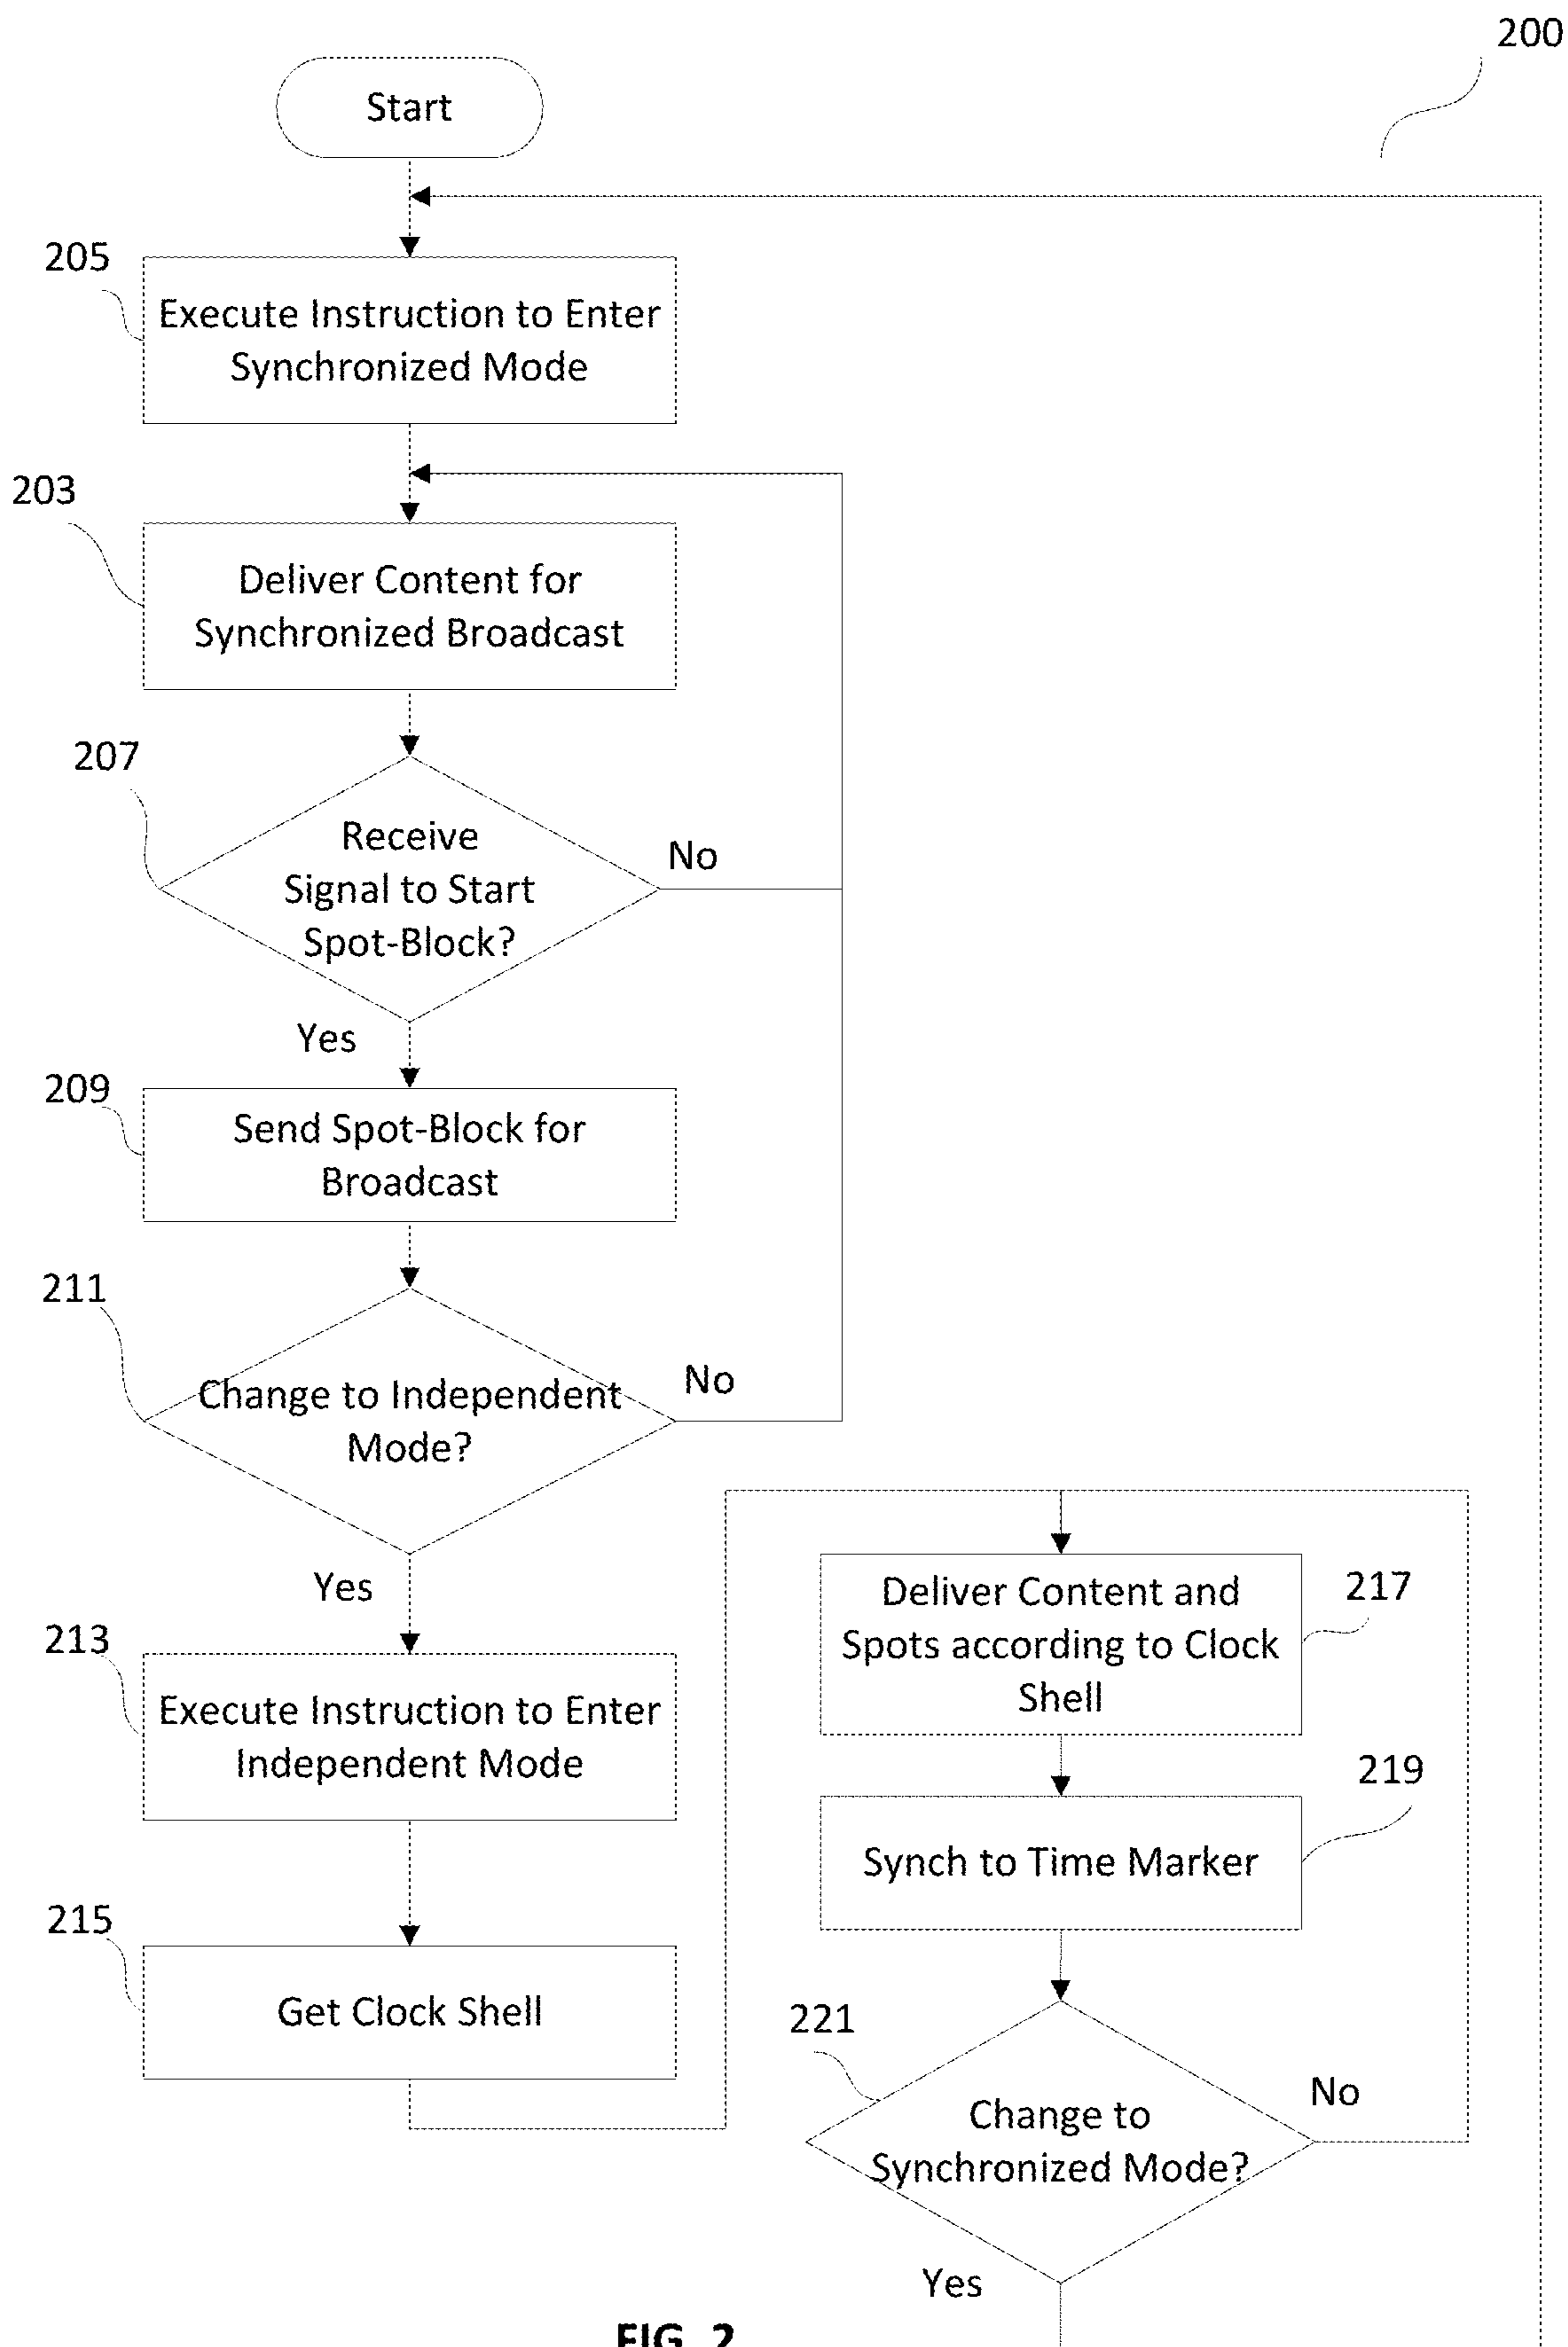 200
Start
205
Execute Instruction to Enter
Synchronized Mode
203
Deliver Content for
Synchronized Broadcast
207
Receive
Signal to Start
Spot-Block?
No
Yes
209
Send Spot-Block for
Broadcast
211
Change to Independent
Mode?
No
Yes
213
Execute Instruction to Enter
Independent Mode
215
Get Clock Shell
217
Deliver Content and
Spots according to Clock
Shell
219
Synch to Time Marker
221
Change to
Synchronized Mode?
No
Yes
FIG. 2